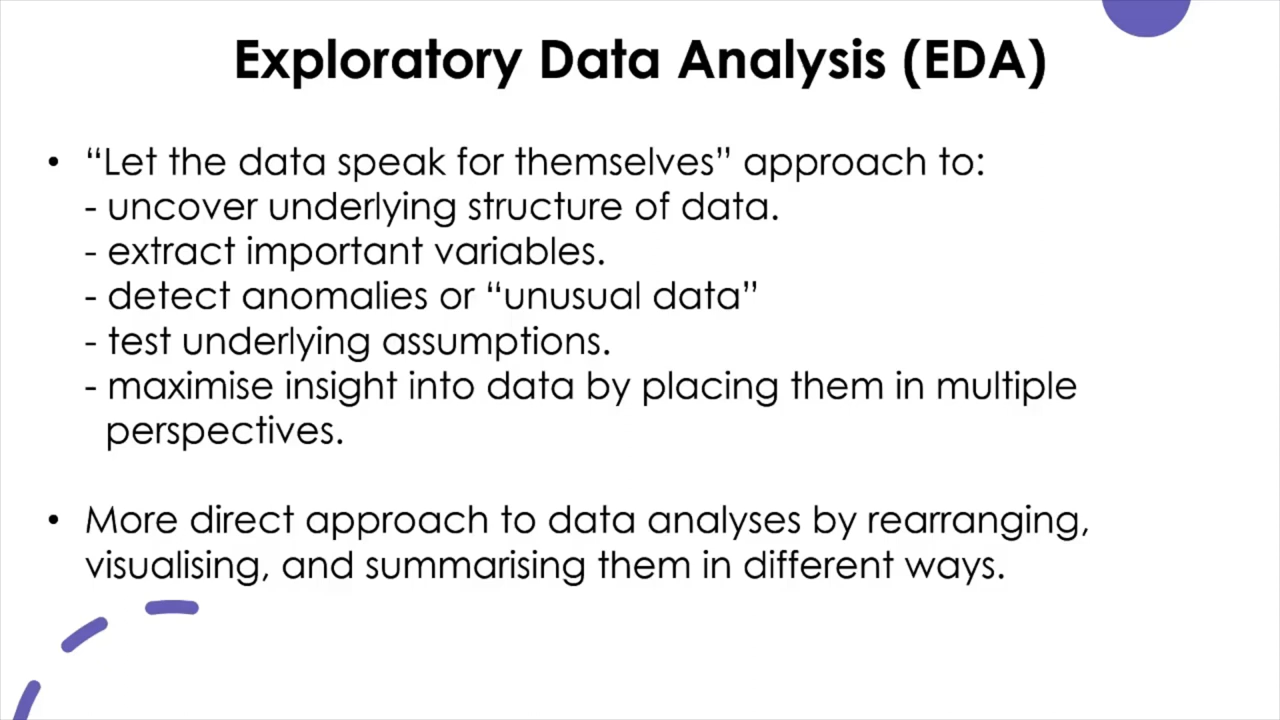 Exploratory Data Analysis (EDA)
• “Let the data speak for themselves” approach to:
- uncover underlying structure of data.
- extract important variables.
- detect anomalies or “unusual data”
- test underlying assumptions.
- maximise insight into data by placing them in multiple
perspectives.
• More direct approach to data analyses by rearranging,
visualising, and summarising them in different ways.